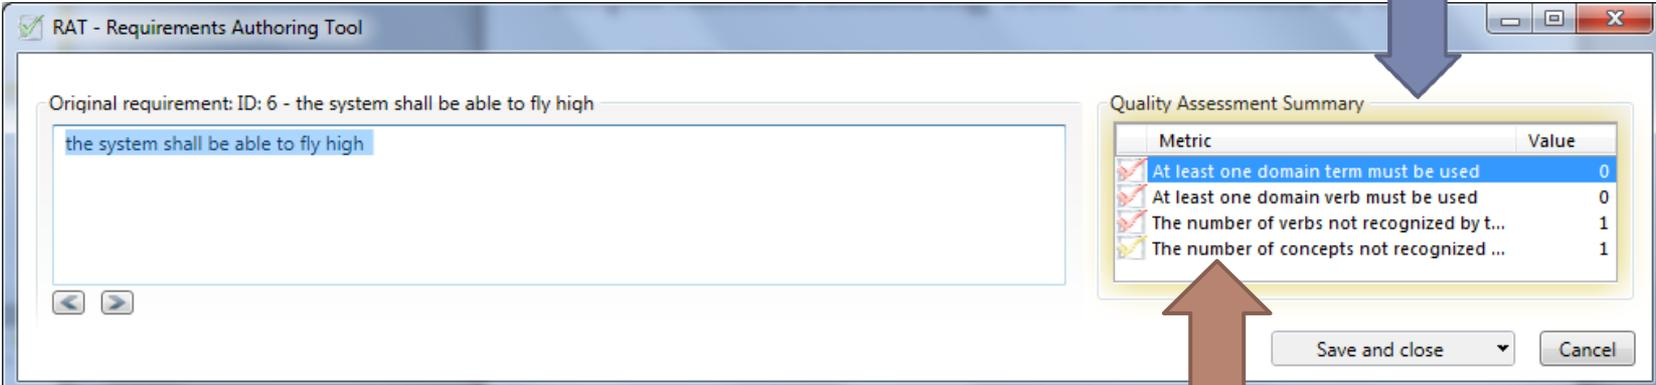 RAT - Requirements Authoring Tool
Original requirement: ID: 6 - the system shall be able to fly high
the system shall be able to fly high
Quality Assessment Summary
Metric Value
At least one domain term must be used 0
At least one domain verb must be used 0
The number of verbs not recognized by t... 1
The number of concepts not recognized ... 1
Save and close
Cancel